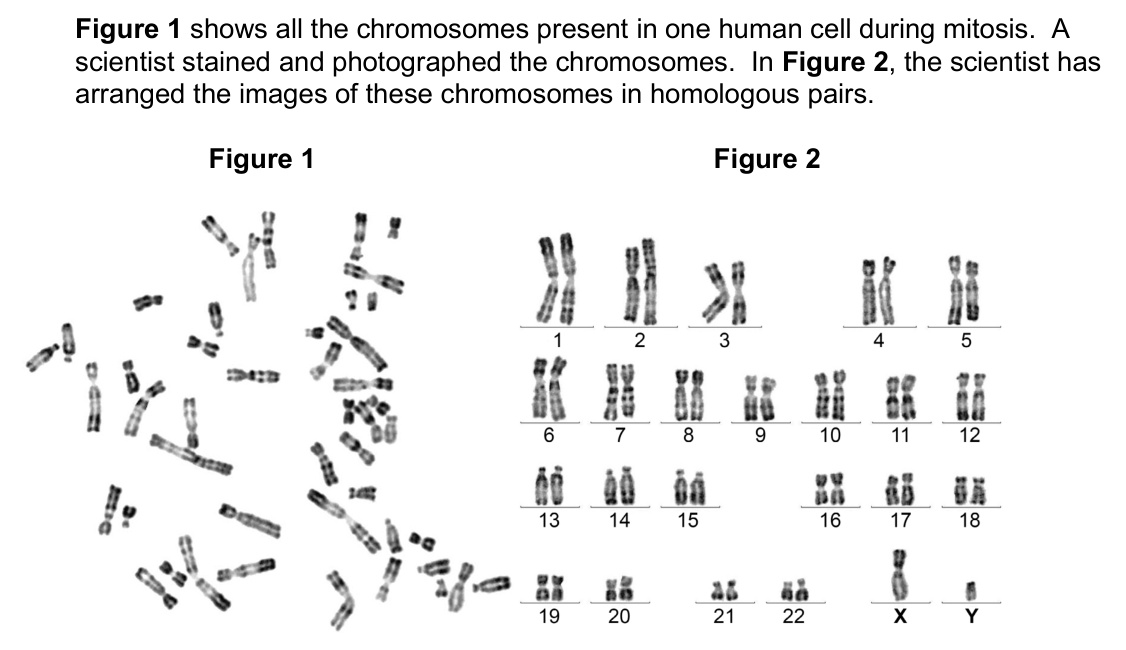 Figure 1 shows all the chromosomes present in one human cell during mitosis. A
scientist stained and photographed the chromosomes. In Figure 2, the scientist has
arranged the images of these chromosomes in homologous pairs.
Figure 1
Figure 2
1 2 3 4 5
6 7 8 9 10 11 12
13 14 15 16 17 18
19 20 21 22 X Y